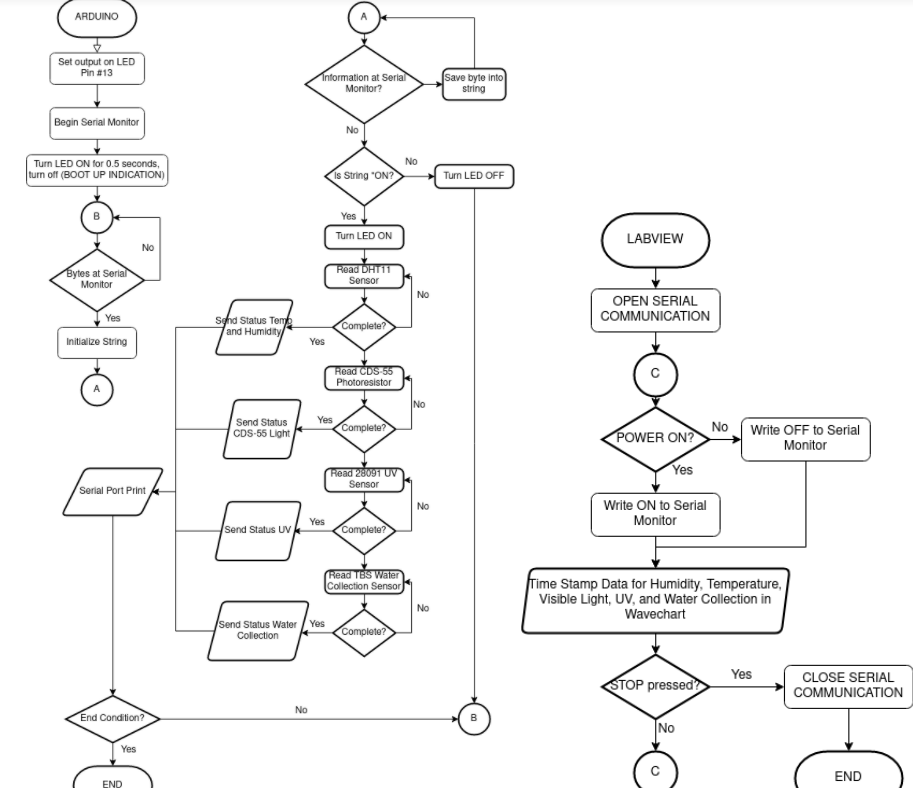 ARDUINO
Set output on LED
Pin #13
Begin Serial Monitor
Turn LED ON for 0.5 seconds,
turn off (BOOT UP INDICATION)
B
No
Bytes at Serial
Monitor
Yes
Initialize String
A
A
Information at Serial
Monitor?
Save byte into
string
No
Is String "ON?
No
Turn LED OFF
Yes
Turn LED ON
Read DHT11
Sensor
No
Complete?
Yes
Send Status Temp
and Humidity
Read CDS-55
Photoresistor
No
Complete?
Yes
Send Status
CDS-55 Light
Read 28091 UV
Sensor
No
Complete?
Yes
Send Status UV
Read TBS Water
Collection Sensor
No
Complete?
Yes
Send Status Water
Collection
Serial Port Print
End Condition?
No
B
Yes
END
LABVIEW
OPEN SERIAL
COMMUNICATION
C
POWER ON?
No
Write OFF to Serial
Monitor
Yes
Write ON to Serial
Monitor
Time Stamp Data for Humidity, Temperature,
Visible Light, UV, and Water Collection in
Wavechart
STOP pressed?
Yes
CLOSE SERIAL
COMMUNICATION
No
C
END